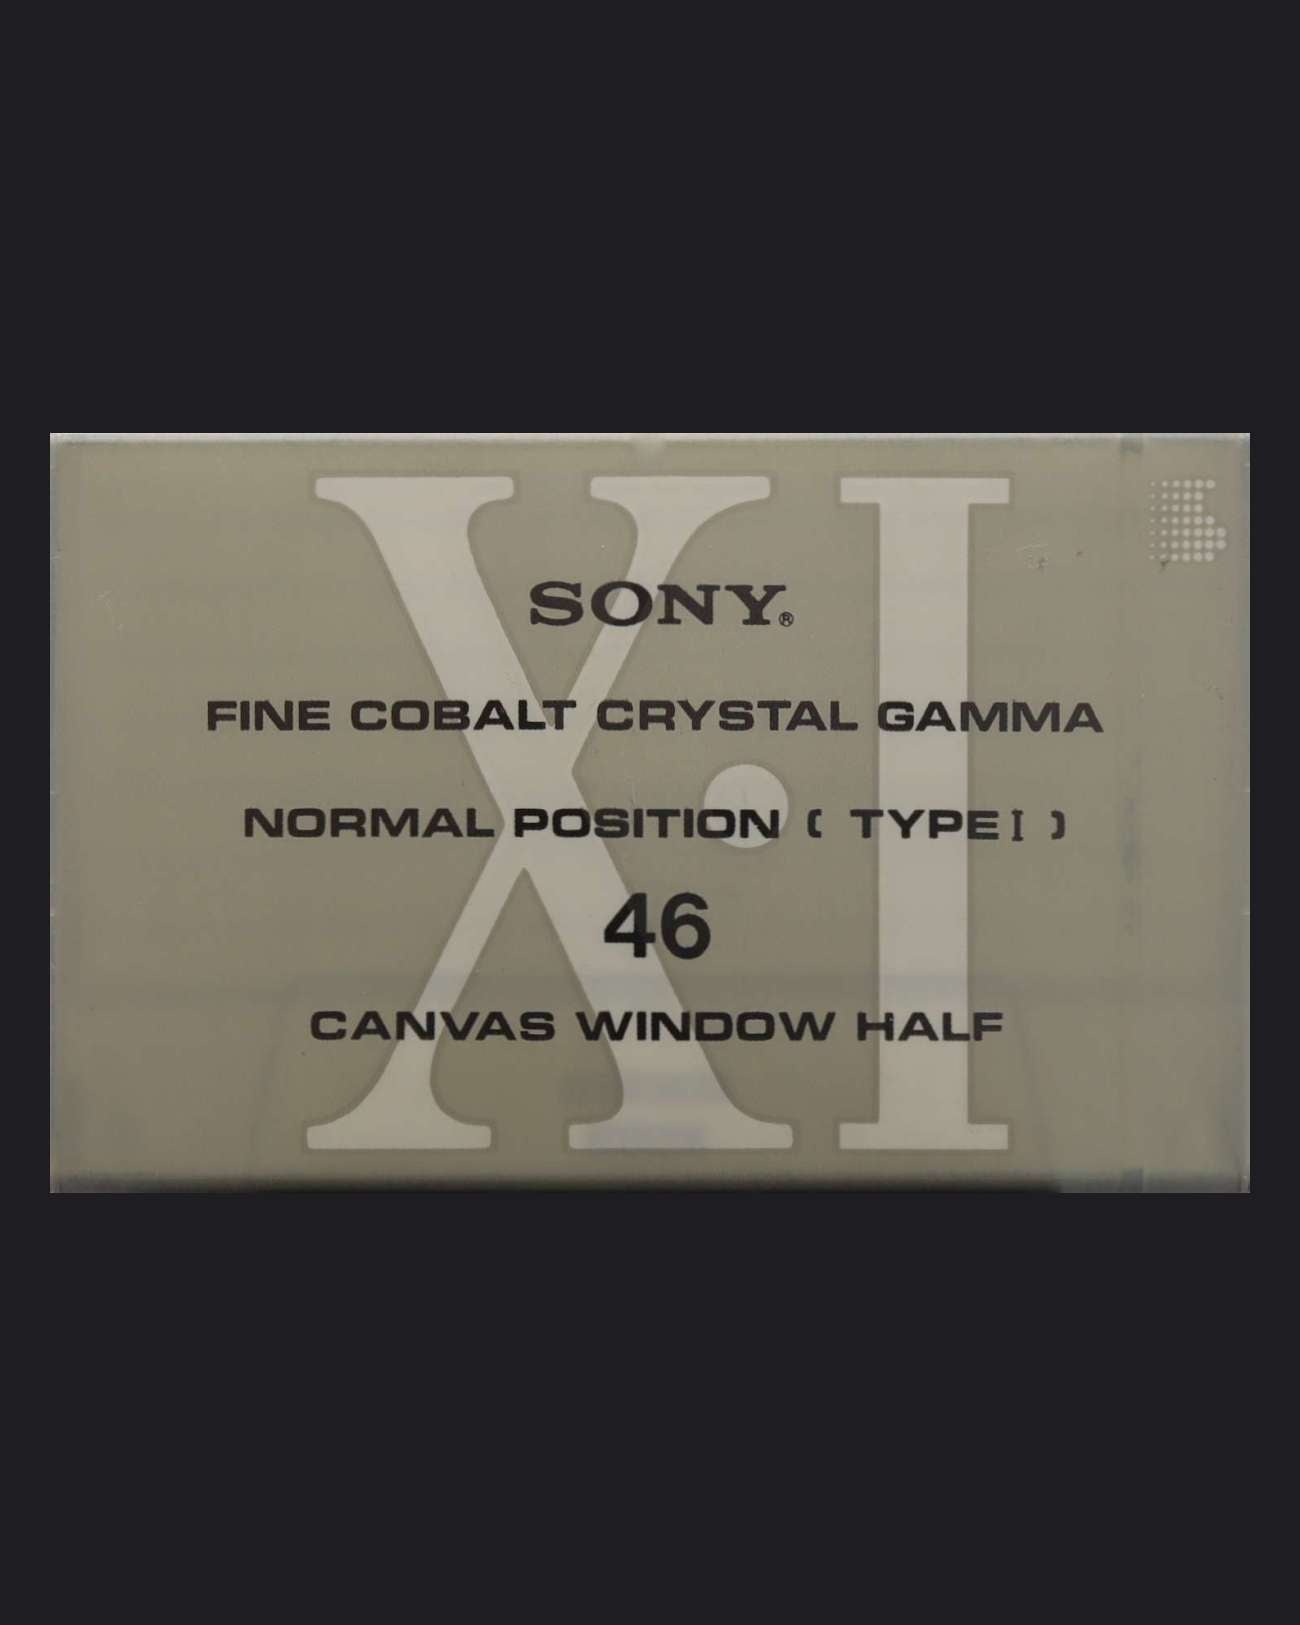 X·I
SONY®
FINE COBALT CRYSTAL GAMMA
NORMAL POSITION ( TYPE I )
46
CANVAS WINDOW HALF